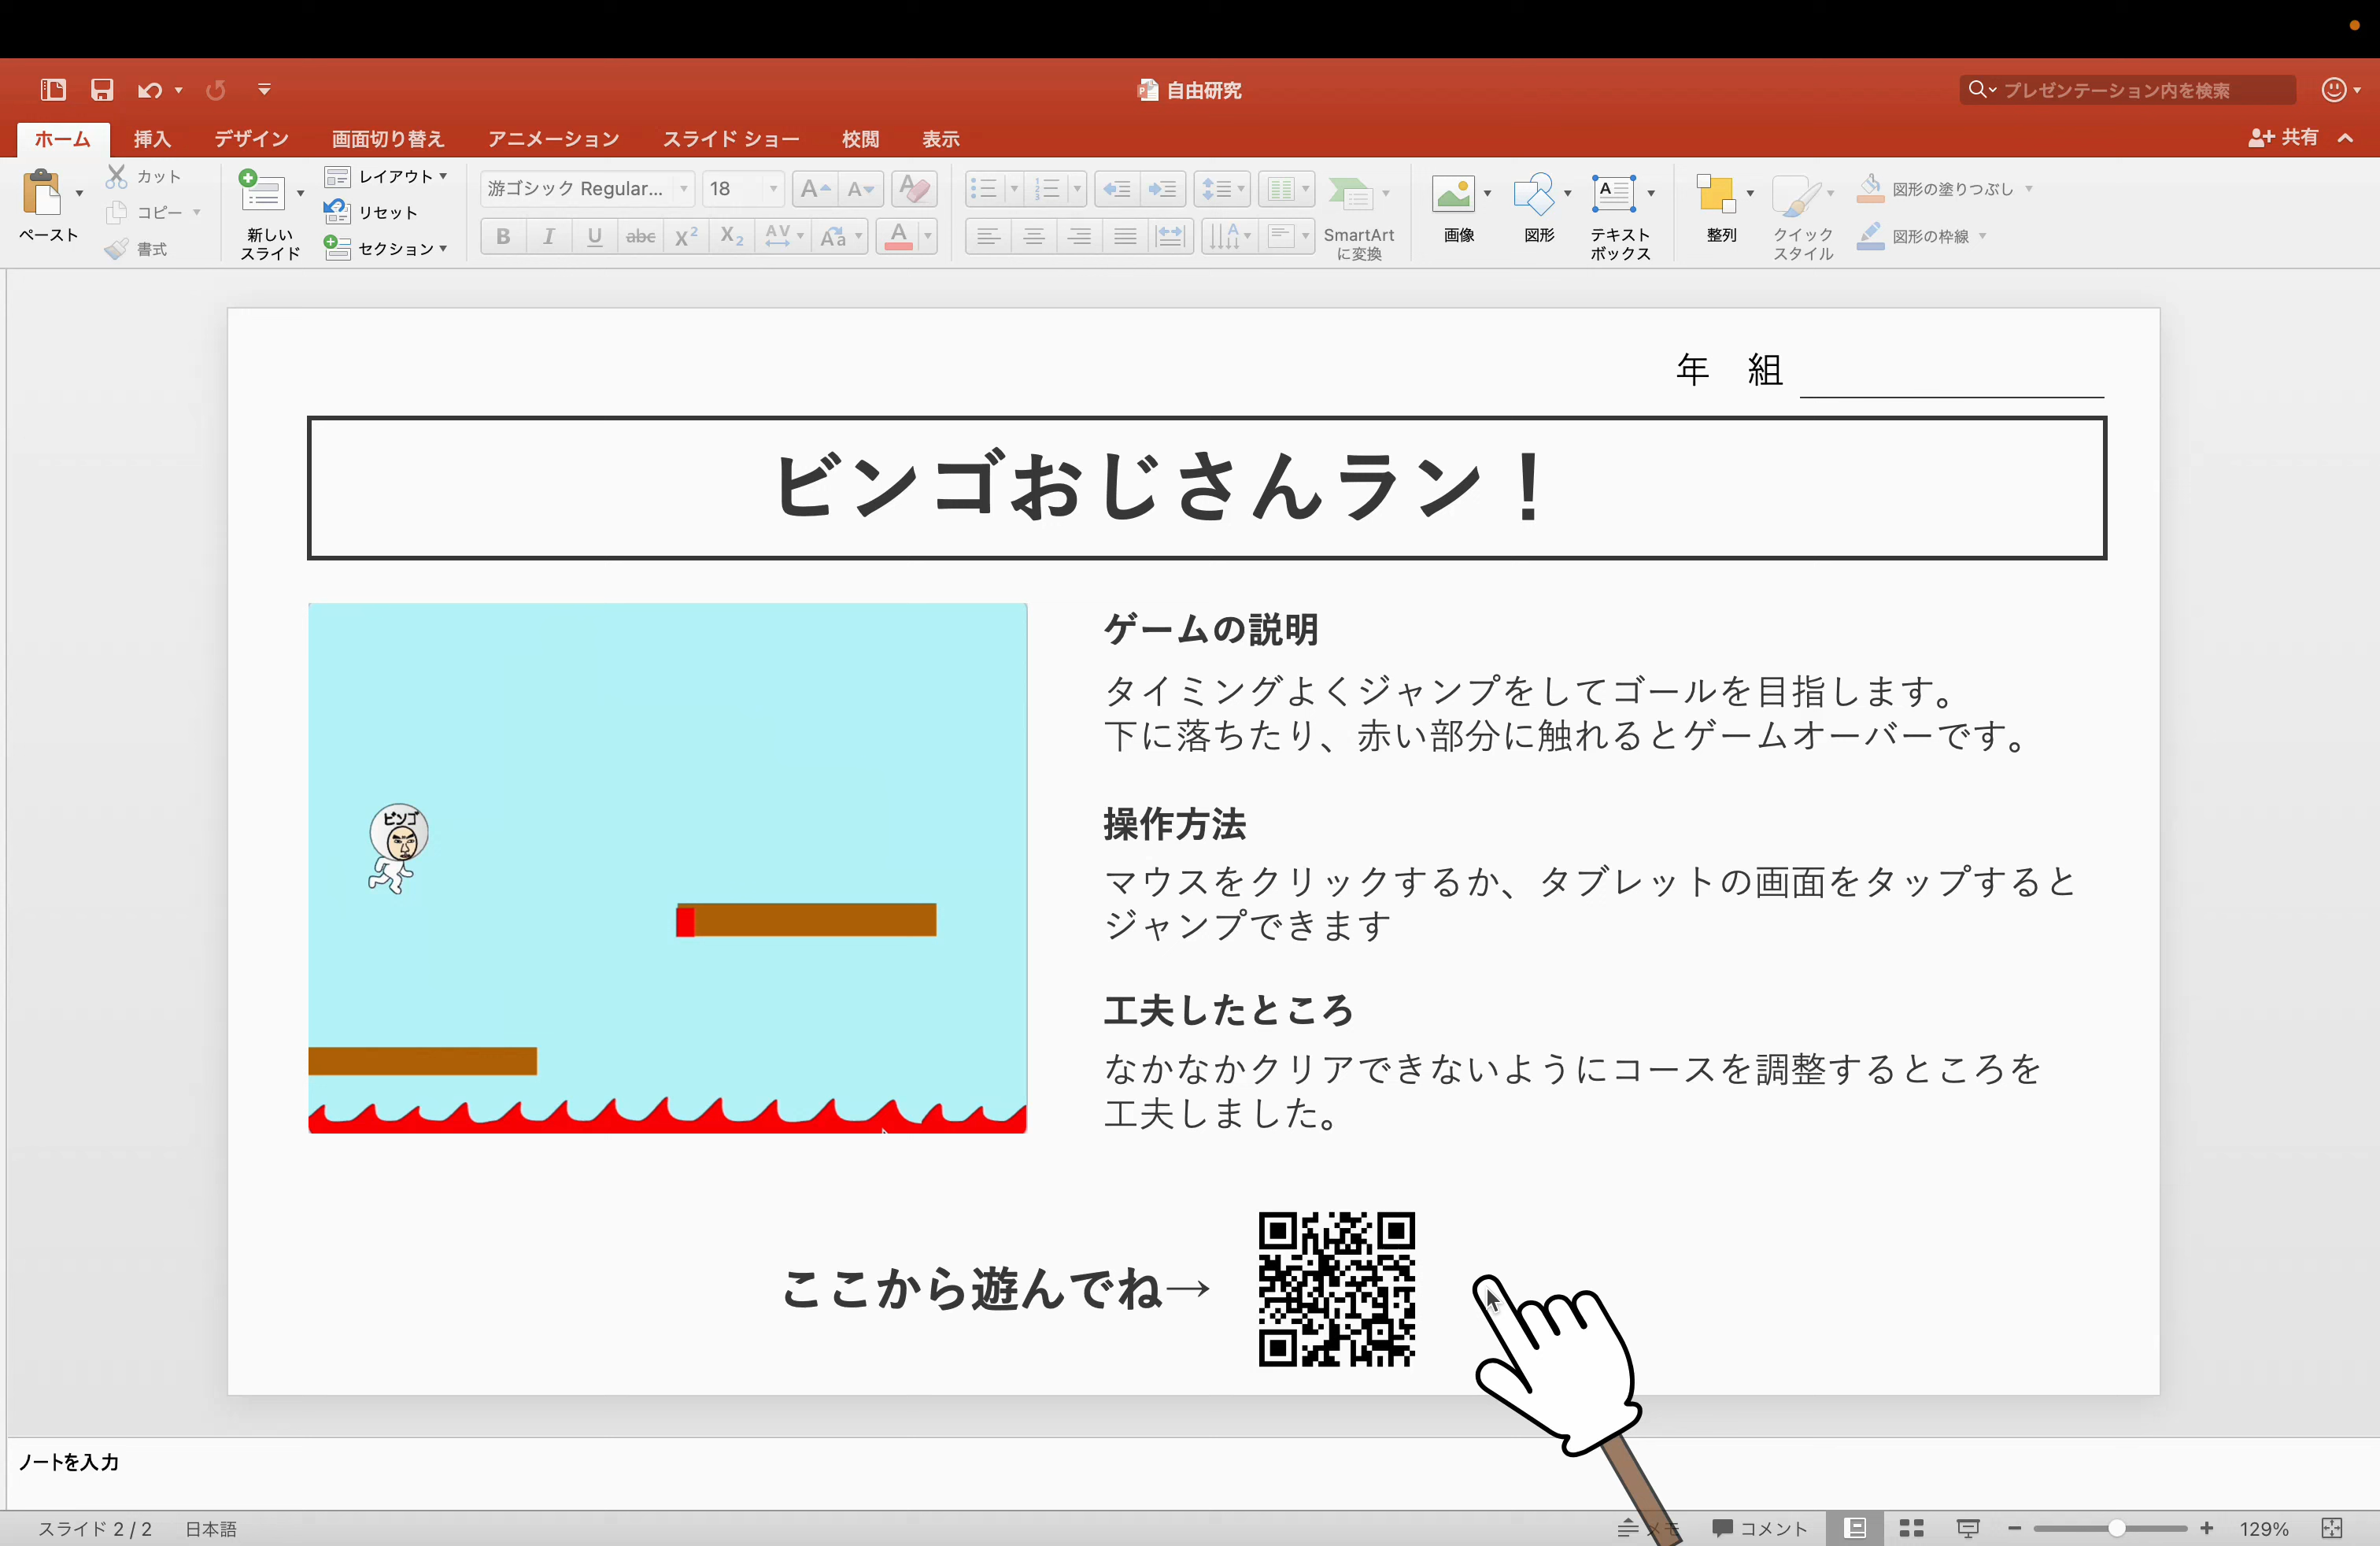 自由研究
プレゼンテーション内を検索
ホーム 挿入 デザイン 画面切り替え アニメーション スライド ショー 校閲 表示 共有
ペースト
カット
コピー
書式
新しい
スライド
レイアウト
リセット
セクション
游ゴシック Regular... 18
SmartArt
に変換
画像
図形
テキスト
ボックス
整列
クイック
スタイル
図形の塗りつぶし
図形の枠線
年 組
ビンゴおじさんラン！
ビンゴ
ゲームの説明
タイミングよくジャンプをしてゴールを目指します。
下に落ちたり、赤い部分に触れるとゲームオーバーです。
操作方法
マウスをクリックするか、タブレットの画面をタップすると
ジャンプできます
工夫したところ
なかなかクリアできないようにコースを調整するところを
工夫しました。
ここから遊んでね→
ノートを入力
スライド 2 / 2 日本語 メモ コメント 129%